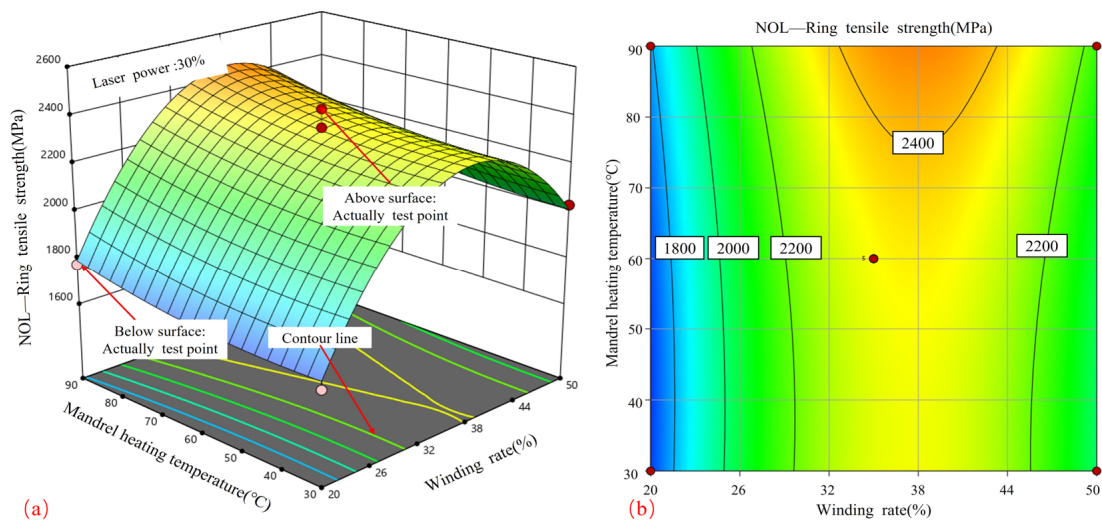 2600
2400
2200
2000
1800
1600
NOL—Ring tensile strength(MPa)
Laser power :30%
Above surface:
Actually test point
Below surface:
Actually test point
Contour line
90
80
70
60
50
40
30
Mandrel heating temperature(℃)
20
26
32
38
44
50
Winding rate(%)
(a)
NOL—Ring tensile strength(MPa)
90
80
70
60
50
40
30
Mandrel heating temperature(℃)
2400
1800
2000
2200
2200
5
20
26
32
38
44
50
Winding rate(%)
(b)